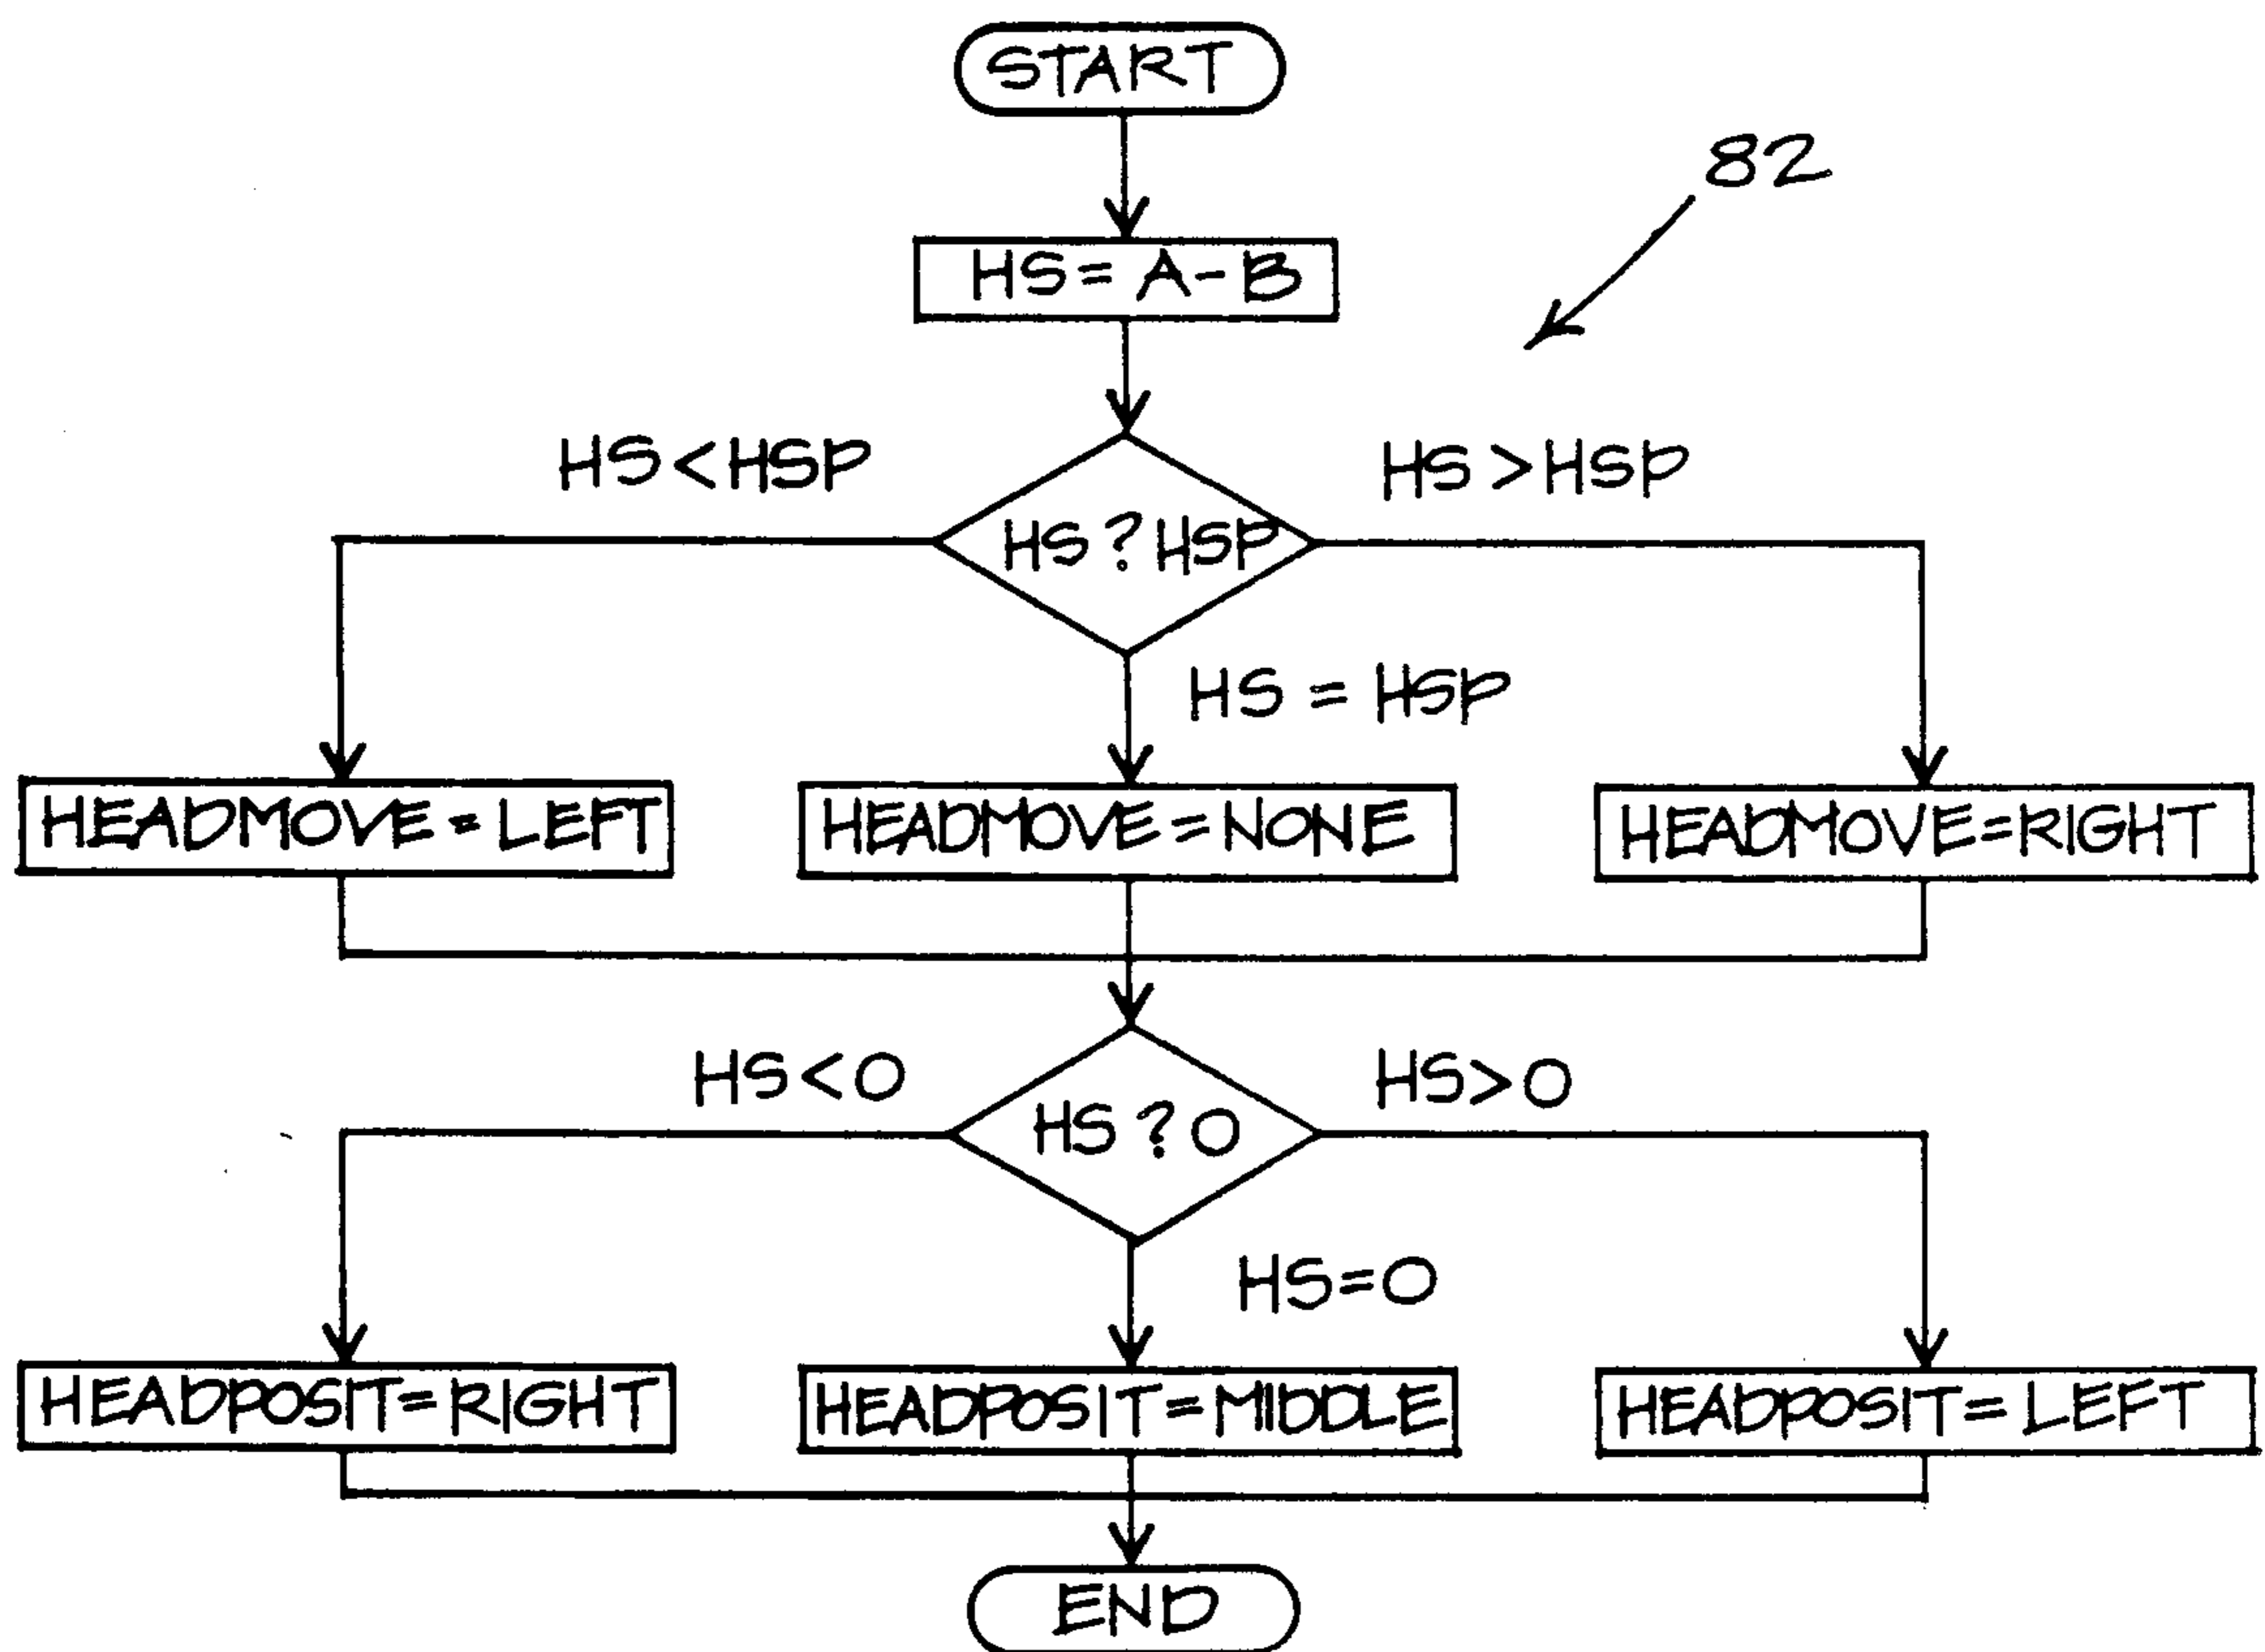 START
82
HS = A - B
HS < HSP
HS > HSP
HS ? HSP
HS = HSP
HEADMOVE = LEFT
HEADMOVE = NONE
HEADMOVE = RIGHT
HS < 0
HS > 0
HS ? 0
HS = 0
HEADPOSIT = RIGHT
HEADPOSIT = MIDDLE
HEADPOSIT = LEFT
END